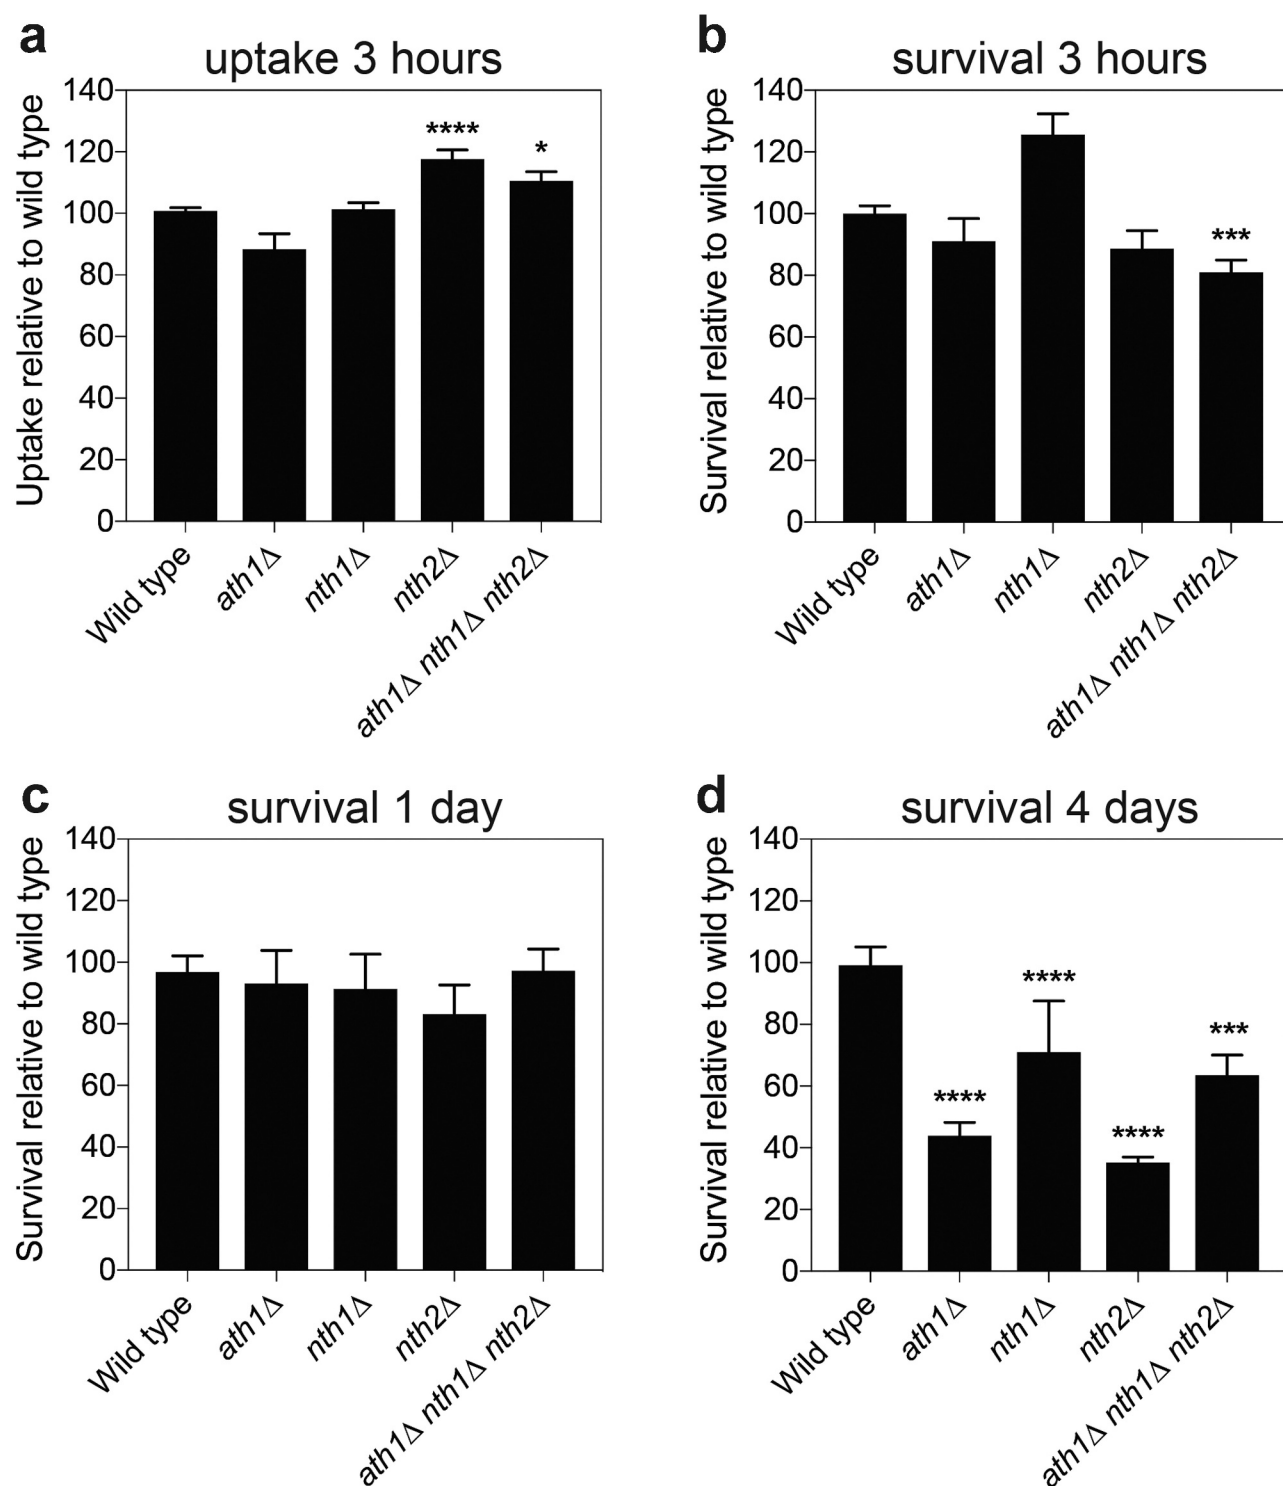 a
uptake 3 hours
Uptake relative to wild type
140
120
100
80
60
40
20
0
****
*
Wild type
ath1Δ
nth1Δ
nth2Δ
ath1Δ nth1Δ nth2Δ
b
survival 3 hours
Survival relative to wild type
140
120
100
80
60
40
20
0
***
Wild type
ath1Δ
nth1Δ
nth2Δ
ath1Δ nth1Δ nth2Δ
c
survival 1 day
Survival relative to wild type
140
120
100
80
60
40
20
0
Wild type
ath1Δ
nth1Δ
nth2Δ
ath1Δ nth1Δ nth2Δ
d
survival 4 days
Survival relative to wild type
140
120
100
80
60
40
20
0
****
****
****
***
Wild type
ath1Δ
nth1Δ
nth2Δ
ath1Δ nth1Δ nth2Δ